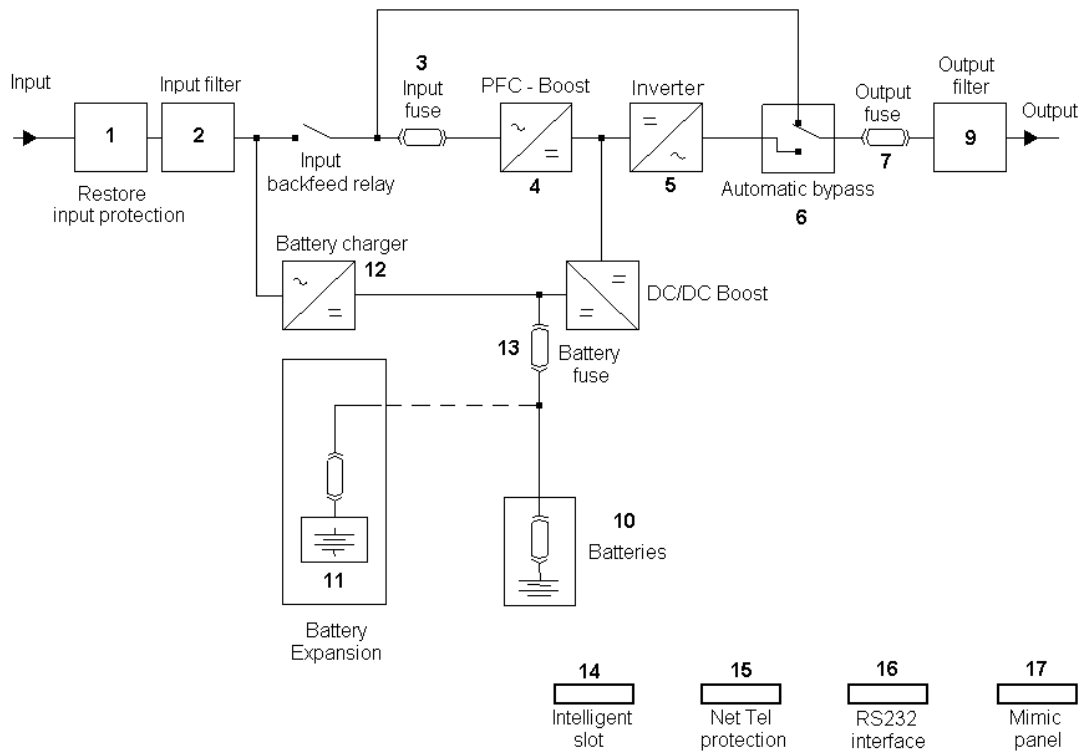 Input
1
Restore
input protection
Input filter
2
Input
backfeed relay
3
Input
fuse
PFC - Boost
4
Inverter
5
Automatic bypass
6
Output
fuse
7
Output
filter
9
Output
Battery charger
12
DC/DC Boost
13
Battery
fuse
11
Battery
Expansion
10
Batteries
14
Intelligent
slot
15
Net Tel
protection
16
RS232
interface
17
Mimic
panel